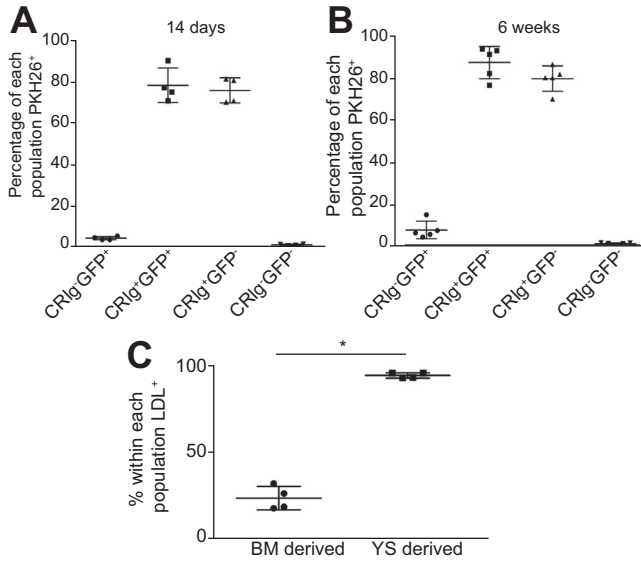 A
14 days
Percentage of each
population PKH26⁺
100
80
60
40
20
0
CRIg⁻GFP⁺
CRIg⁺GFP⁺
CRIg⁺GFP⁻
CRIg⁻GFP⁻
B
6 weeks
Percentage of each
population PKH26⁺
100
80
60
40
20
0
CRIg⁻GFP⁺
CRIg⁺GFP⁺
CRIg⁺GFP⁻
CRIg⁻GFP⁻
C
% within each
population LDL⁺
100
50
0
*
BM derived
YS derived